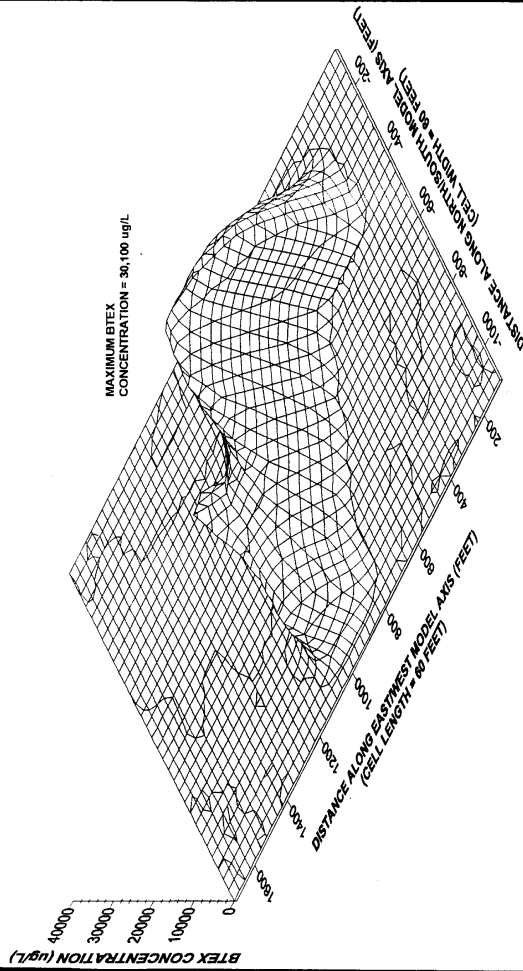 MAXIMUM BTEX
CONCENTRATION = 30,100 ug/L
BTEX CONCENTRATION (ug/L)
40000
30000
20000
10000
0
1600
1400
1200
1000
800
600
400
200
DISTANCE ALONG EAST/WEST MODEL AXIS (FEET)
(CELL LENGTH = 60 FEET)
-1000
-800
-600
-400
-200
DISTANCE ALONG NORTH/SOUTH MODEL AXIS (FEET)
(CELL WIDTH = 60 FEET)